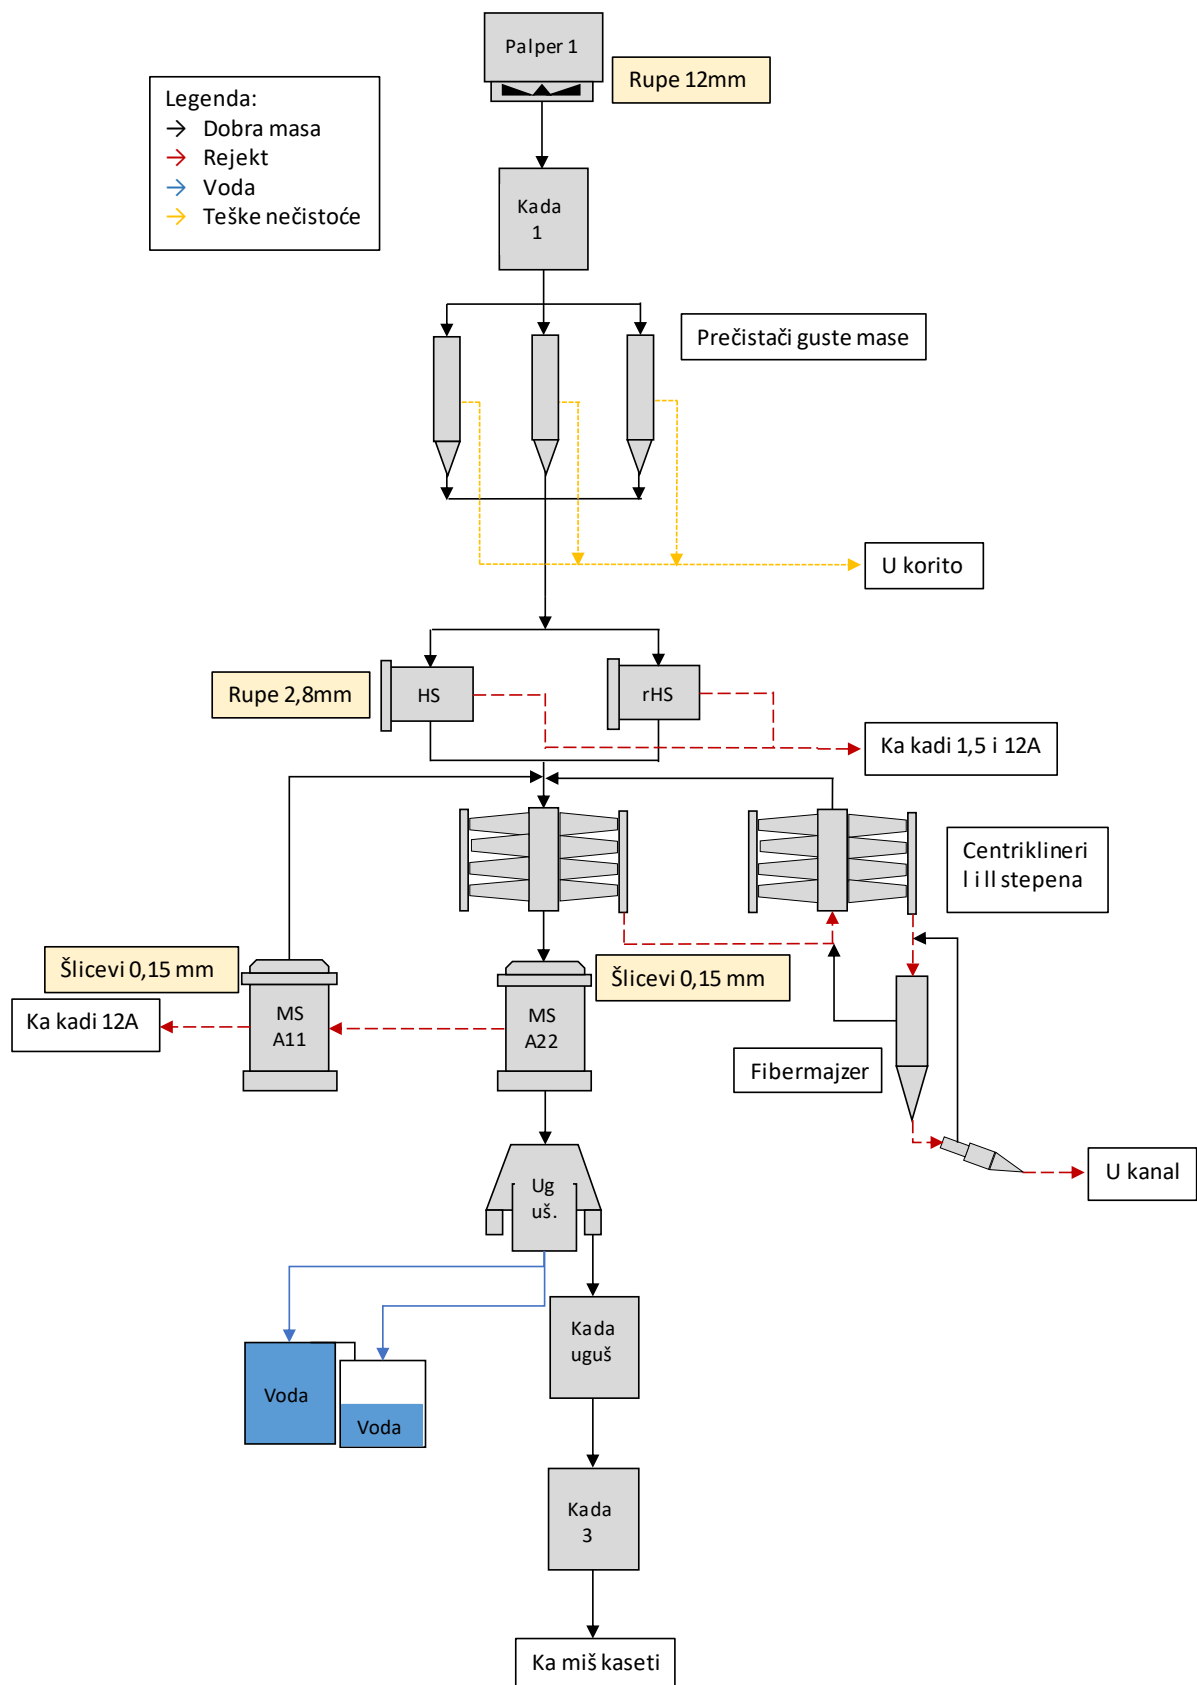 Palper 1
Rupe 12mm
Legenda:
Dobra masa
Rejekt
Voda
Teške nečistoće
Kada
1
Prečistači guste mase
U korito
HS
rHS
Rupe 2,8mm
Ka kadi 1,5 i 12A
Centriklineri
I i II stepena
Šlicevi 0,15 mm
Šlicevi 0,15 mm
Ka kadi 12A
MS
A11
MS
A22
Fibermajzer
U kanal
Ug
uš.
Kada
uguš
Voda
Voda
Kada
3
Ka miš kaseti